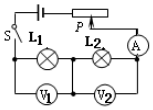 P
S L₁ L₂ A
V₁ V₂